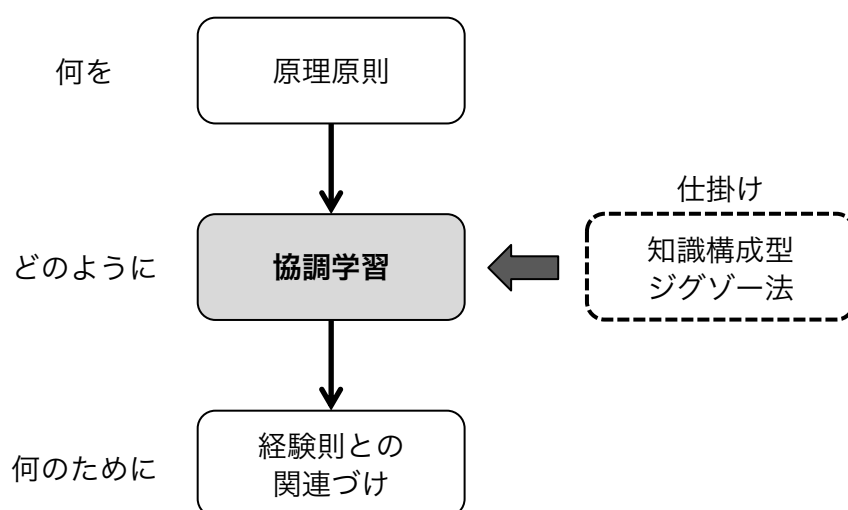 何を
原理原則
仕掛け
どのように
協調学習
知識構成型
ジグゾー法
何のために
経験則との
関連づけ